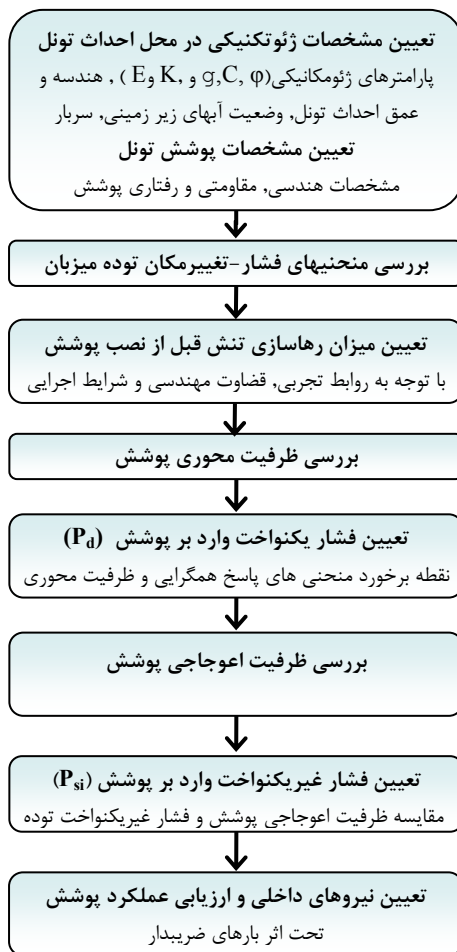 تعیین مشخصات ژئوتکنیکی در محل احداث تونل
پارامترهای ژئومکانیکی(g,C, φ و K, و E ) , هندسه و
عمق احداث تونل, وضعیت آبهای زیر زمینی, سربار
تعیین مشخصات پوشش تونل
مشخصات هندسی, مقاومتی و رفتاری پوشش
بررسی منحنیهای فشار-تغییرمکان توده میزبان
تعیین میزان رهاسازی تنش قبل از نصب پوشش
با توجه به روابط تجربی, قضاوت مهندسی و شرایط اجرایی
بررسی ظرفیت محوری پوشش
تعیین فشار یکنواخت وارد بر پوشش (Pd)
نقطه برخورد منحنی های پاسخ همگرایی و ظرفیت محوری
بررسی ظرفیت اعوجاجی پوشش
تعیین فشار غیریکنواخت وارد بر پوشش (Psi)
مقایسه ظرفیت اعوجاجی پوشش و فشار غیریکنواخت توده
تعیین نیروهای داخلی و ارزیابی عملکرد پوشش
تحت اثر بارهای ضریبدار